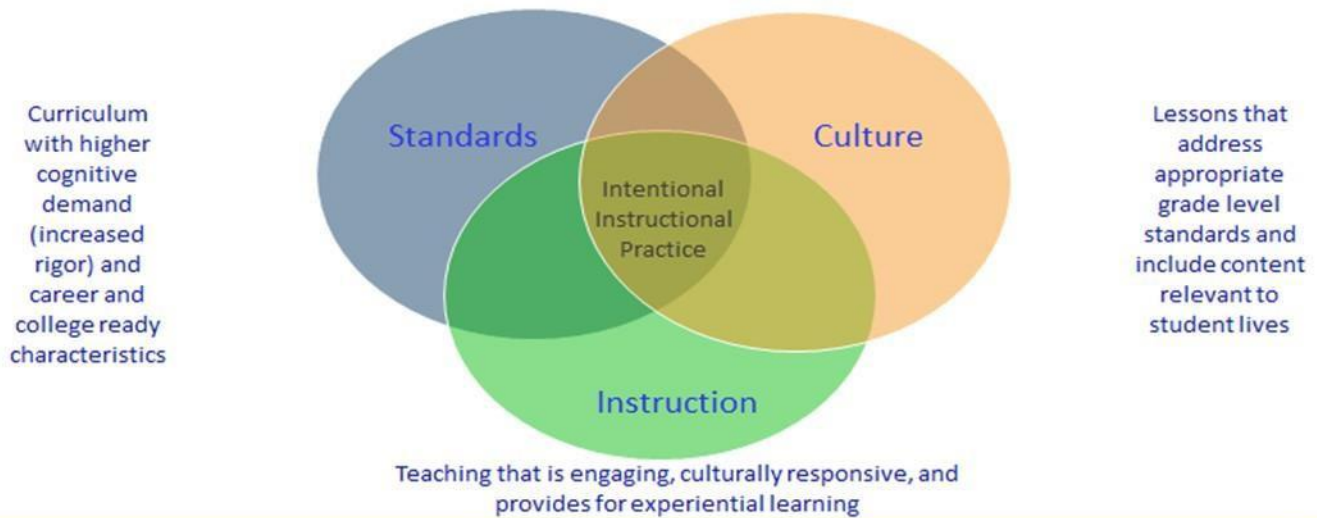 Curriculum
with higher
cognitive
demand
(increased
rigor) and
career and
college ready
characteristics
Standards
Culture
Intentional
Instructional
Practice
Instruction
Lessons that
address
appropriate
grade level
standards and
include content
relevant to
student lives
Teaching that is engaging, culturally responsive, and
provides for experiential learning